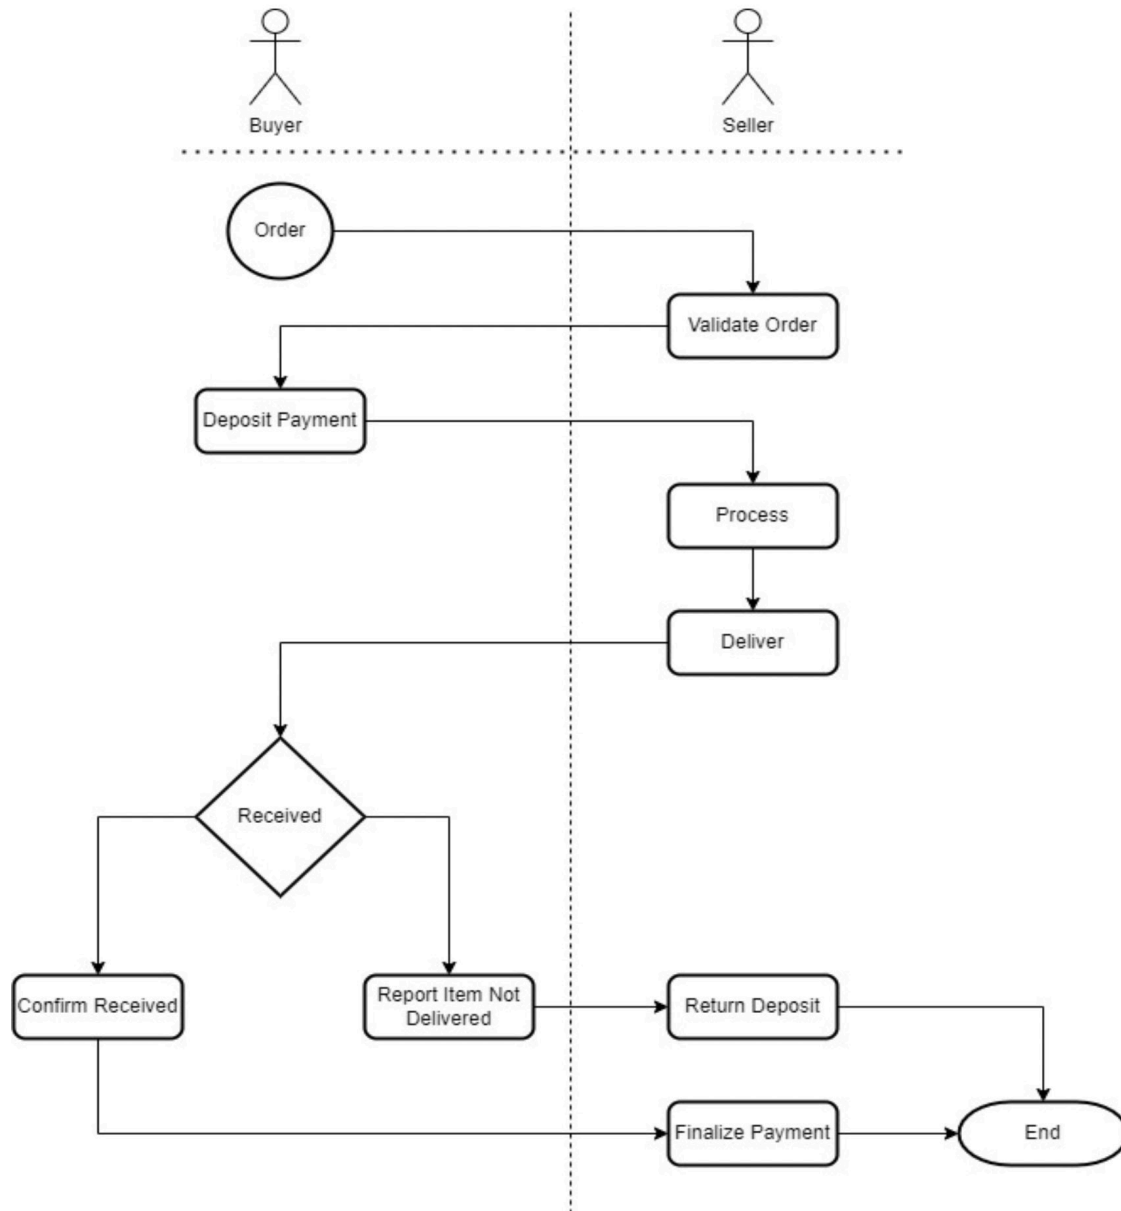 Buyer
Seller
Order
Validate Order
Deposit Payment
Process
Deliver
Received
Confirm Received
Report Item Not
Delivered
Return Deposit
Finalize Payment
End